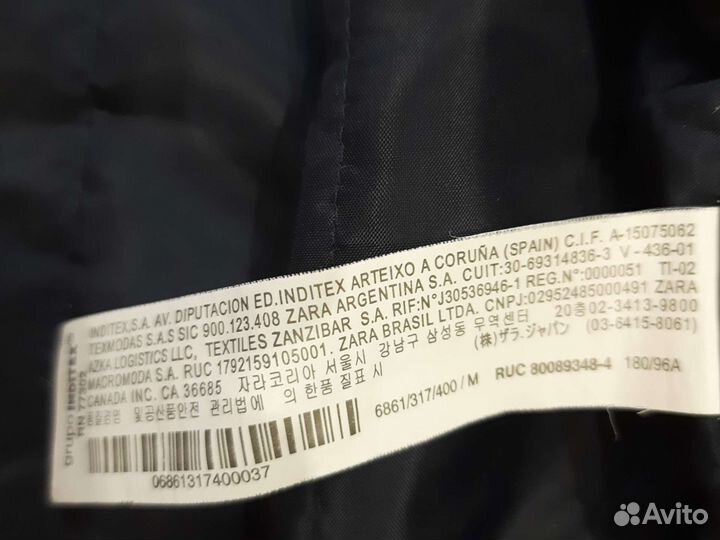 grupo INDITEX
RN 77302
INDITEX,S.A. AV. DIPUTACION ED.INDITEX ARTEIXO A CORUÑA (SPAIN) C.I.F. A-15075062
TEXMODAS S.A.S SIC 900.123.408 ZARA ARGENTINA S.A. CUIT:30-69314836-3 V-436-01
AZKA LOGISTICS LLC, TEXTILES ZANZIBAR S.A. RIF:N°J30536946-1 REG.N°:0000051 TI-02
MACROMODA S.A. RUC 1792159105001. ZARA BRASIL LTDA. CNPJ:02952485000491 ZARA
CANADA INC. CA 36685 자라코리아 서울시 강남구 삼성동 무역센터 20층02-3413-9800
품질경영 및공산품안전 관리법에 의한품질표시 (株)ザラ.ジャパン (03-6415-8061)
6861/317/400/M RUC 80089348-4 180/96A
06861317400037
Avito